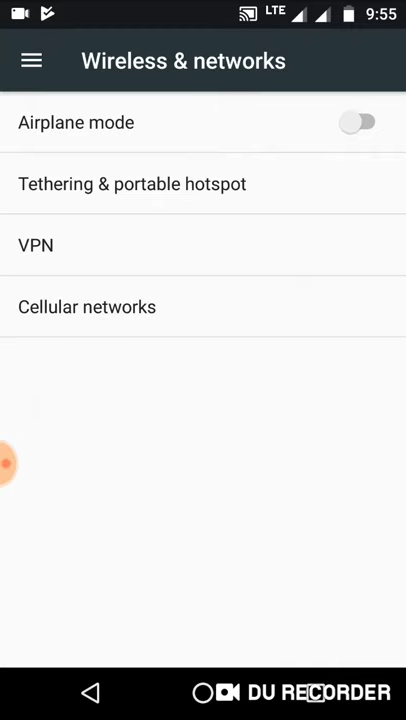 LTE 9:55
Wireless & networks
Airplane mode
Tethering & portable hotspot
VPN
Cellular networks
DU RECORDER